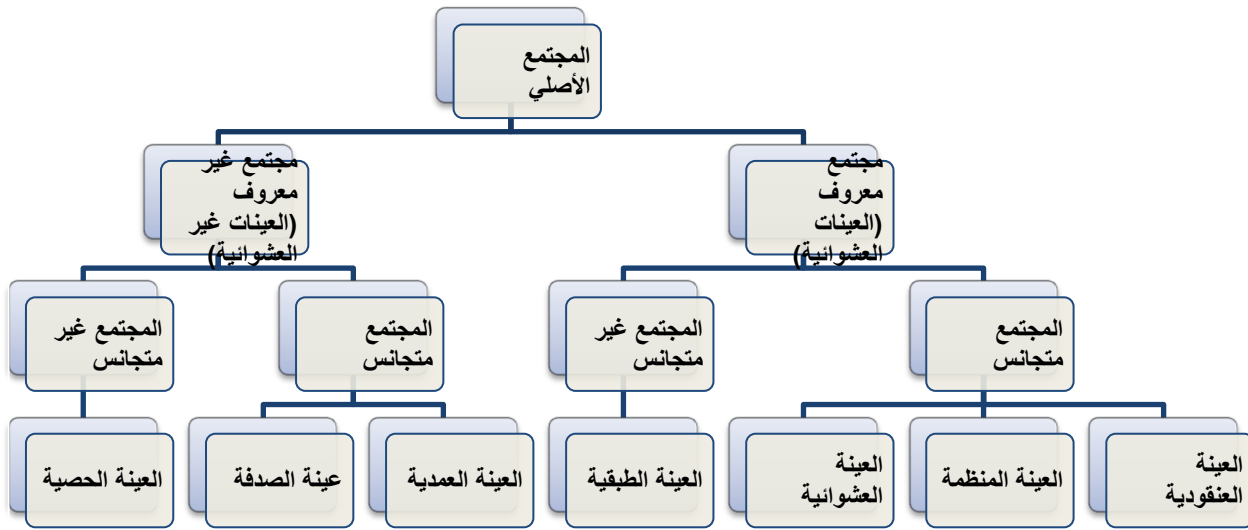 المجتمع
الأصلي
مجتمع
معروف
(العينات
العشوائية)
مجتمع غير
معروف
(العينات غير
العشوائية)
المجتمع
متجانس
المجتمع غير
متجانس
المجتمع
متجانس
المجتمع غير
متجانس
العينة
العنقودية
العينة المنظمة
العينة
العشوائية
العينة الطبقية
العينة العمدية
عينة الصدفة
العينة الحصية